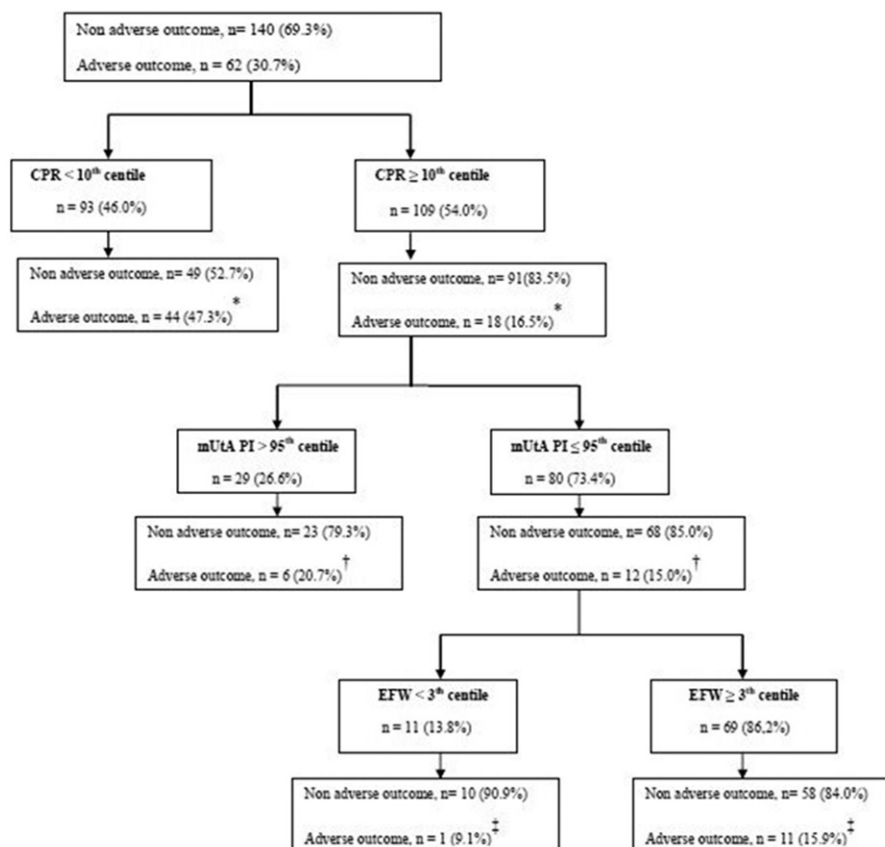 Non adverse outcome, n= 140 (69.3%)
Adverse outcome, n = 62 (30.7%)
CPR < 10th centile
n = 93 (46.0%)
CPR ≥ 10th centile
n = 109 (54.0%)
Non adverse outcome, n= 49 (52.7%)
Adverse outcome, n = 44 (47.3%)*
Non adverse outcome, n= 91(83.5%)
Adverse outcome, n = 18 (16.5%)*
mUtA PI > 95th centile
n = 29 (26.6%)
mUtA PI ≤ 95th centile
n = 80 (73.4%)
Non adverse outcome, n= 23 (79.3%)
Adverse outcome, n = 6 (20.7%)†
Non adverse outcome, n= 68 (85.0%)
Adverse outcome, n = 12 (15.0%)†
EFW < 3th centile
n = 11 (13.8%)
EFW ≥ 3th centile
n = 69 (86,2%)
Non adverse outcome, n= 10 (90.9%)
Adverse outcome, n = 1 (9.1%)‡
Non adverse outcome, n= 58 (84.0%)
Adverse outcome, n = 11 (15.9%)‡